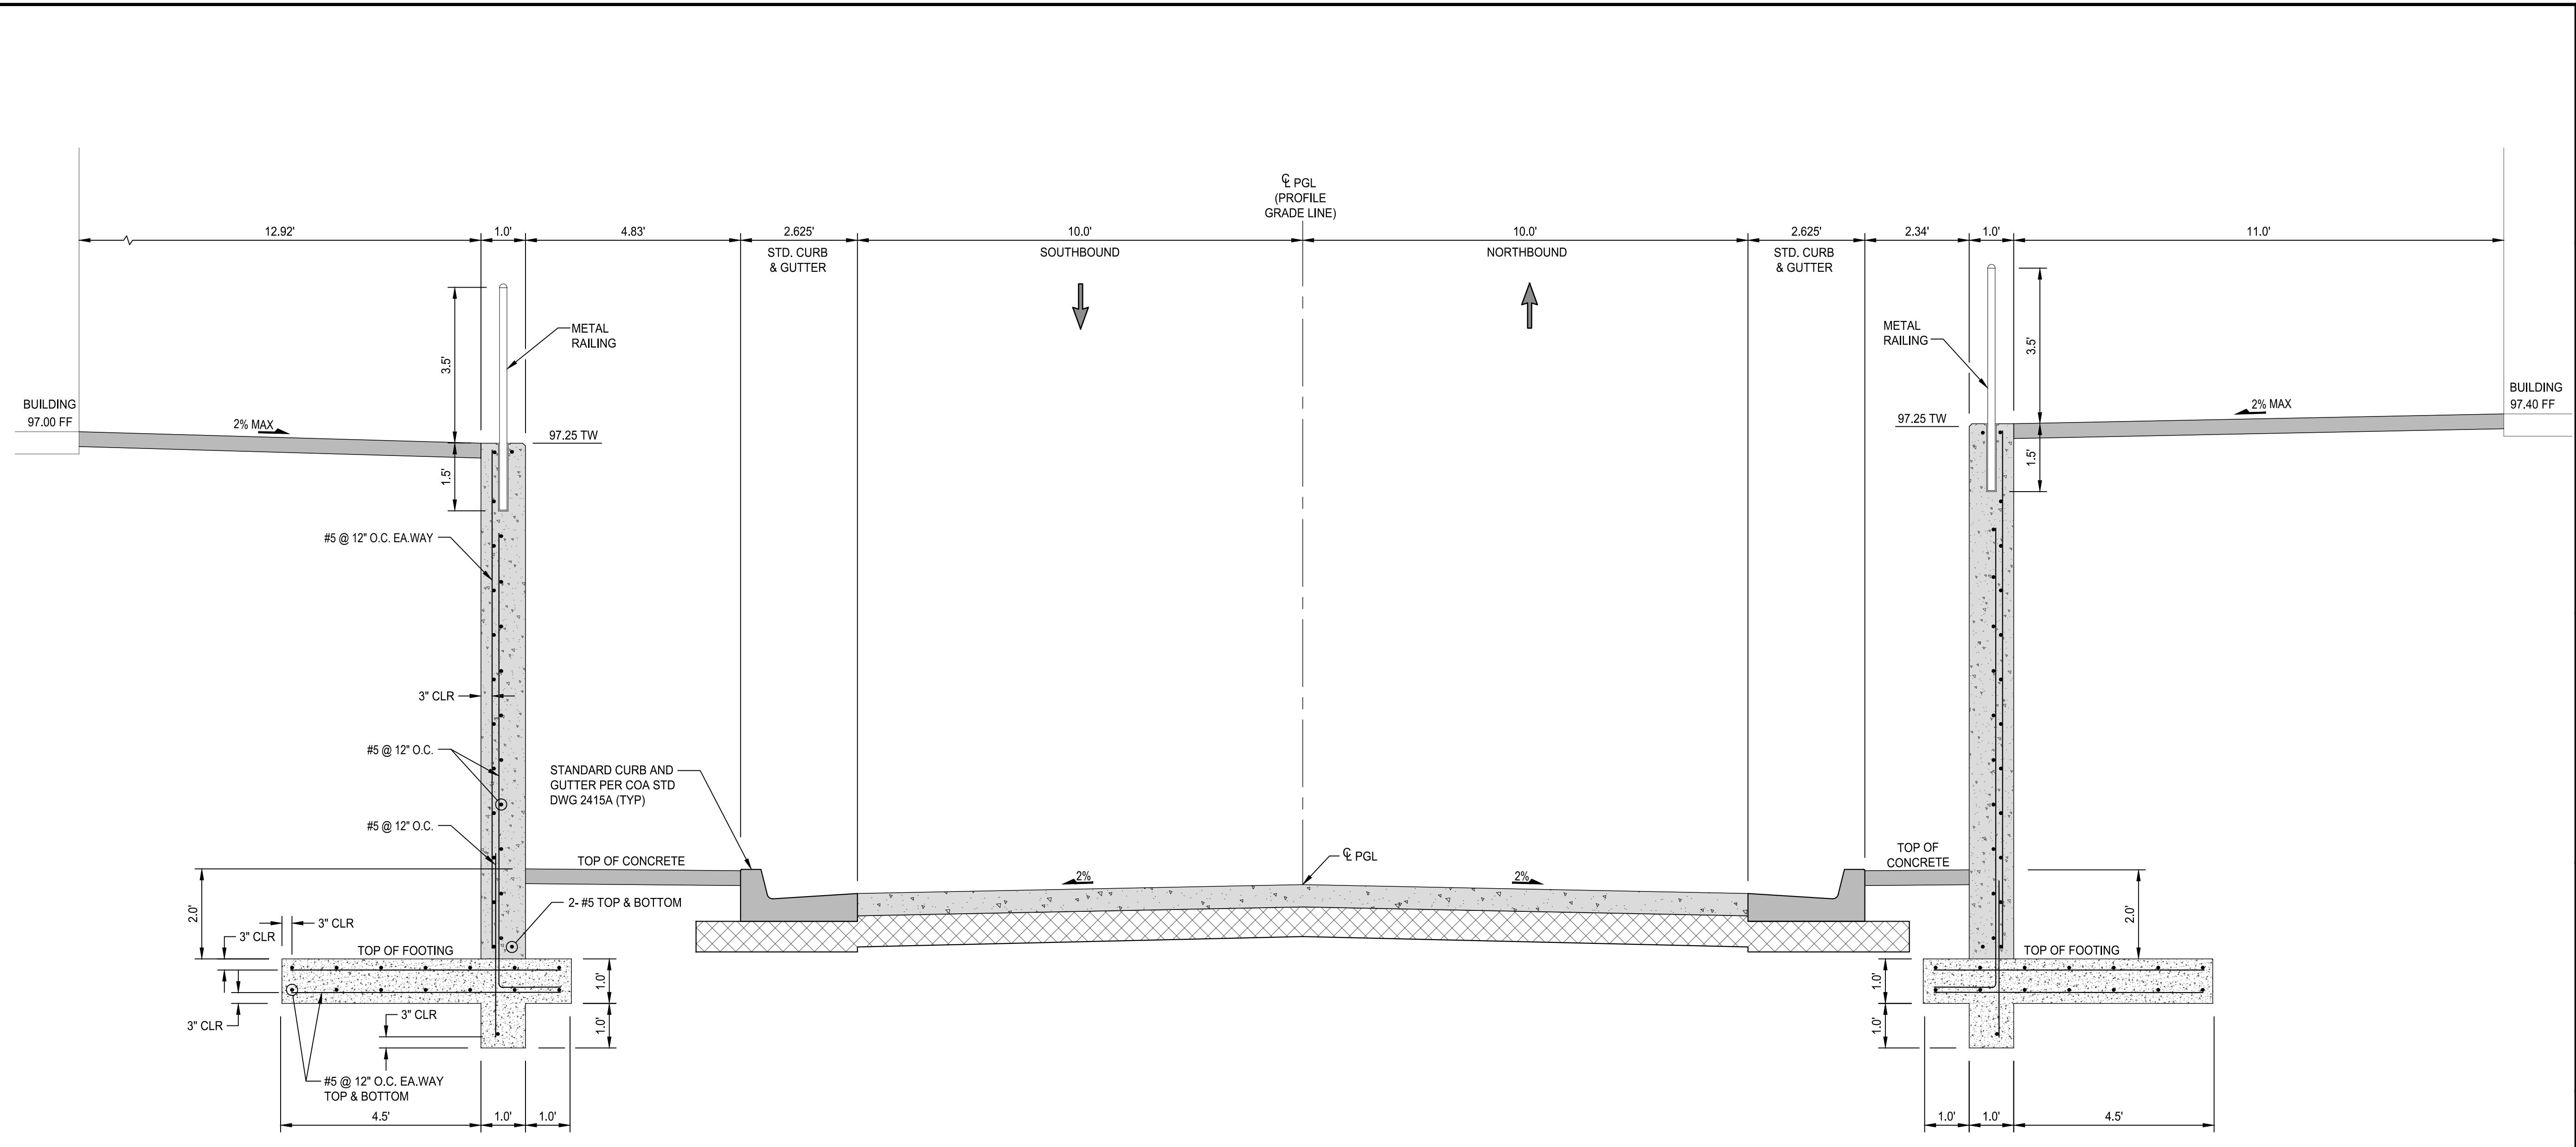 ℄ PGL
(PROFILE
GRADE LINE)
12.92'
1.0'
4.83'
2.625'
10.0'
10.0'
2.625'
2.34'
1.0'
11.0'
STD. CURB
& GUTTER
SOUTHBOUND
NORTHBOUND
STD. CURB
& GUTTER
METAL
RAILING
3.5'
METAL
RAILING
3.5'
BUILDING
97.00 FF
2% MAX
97.25 TW
97.25 TW
2% MAX
BUILDING
97.40 FF
1.5'
1.5'
#5 @ 12" O.C. EA.WAY
3" CLR
#5 @ 12" O.C.
STANDARD CURB AND
GUTTER PER COA STD
DWG 2415A (TYP)
#5 @ 12" O.C.
TOP OF CONCRETE
℄ PGL
TOP OF
CONCRETE
2%
2%
2.0'
2- #5 TOP & BOTTOM
2.0'
3" CLR
3" CLR
TOP OF FOOTING
TOP OF FOOTING
1.0'
1.0'
3" CLR
3" CLR
1.0'
1.0'
#5 @ 12" O.C. EA.WAY
TOP & BOTTOM
4.5'
1.0'
1.0'
1.0'
1.0'
4.5'